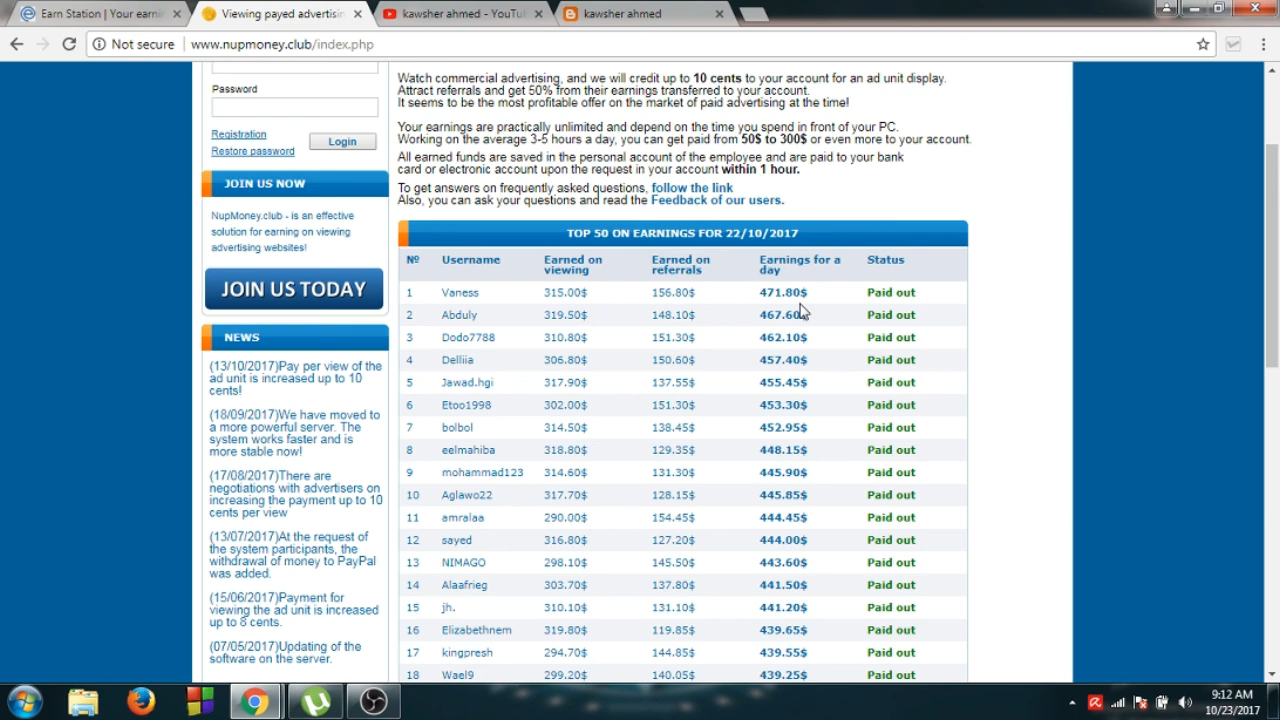 Earn Station | Your earni
Viewing payed advertisin
kawsher ahmed - YouTub
kawsher ahmed
Not secure
www.nupmoney.club/index.php
Password
Registration
Restore password
Login
JOIN US NOW
NupMoney.club - is an effective
solution for earning on viewing
advertising websites!
JOIN US TODAY
NEWS
(13/10/2017)Pay per view of the
ad unit is increased up to 10
cents!
(18/09/2017)We have moved to
a more powerful server. The
system works faster and is
more stable now!
(17/08/2017)There are
negotiations with advertisers on
increasing the payment up to 10
cents per view
(13/07/2017)At the request of
the system participants, the
withdrawal of money to PayPal
was added.
(15/06/2017)Payment for
viewing the ad unit is increased
up to 8 cents.
(07/05/2017)Updating of the
software on the server.
Watch commercial advertising, and we will credit up to 10 cents to your account for an ad unit display.
Attract referrals and get 50% from their earnings transferred to your account.
It seems to be the most profitable offer on the market of paid advertising at the time!
Your earnings are practically unlimited and depend on the time you spend in front of your PC.
Working on the average 3-5 hours a day, you can get paid from 50$ to 300$ or even more to your account.
All earned funds are saved in the personal account of the employee and are paid to your bank
card or electronic account upon the request in your account within 1 hour.
To get answers on frequently asked questions, follow the link
Also, you can ask your questions and read the Feedback of our users.
TOP 50 ON EARNINGS FOR 22/10/2017
Nº Username Earned on viewing Earned on referrals Earnings for a day Status
1 Vaness 315.00$ 156.80$ 471.80$ Paid out
2 Abduly 319.50$ 148.10$ 467.60 Paid out
3 Dodo7788 310.80$ 151.30$ 462.10$ Paid out
4 Delliia 306.80$ 150.60$ 457.40$ Paid out
5 Jawad.hgi 317.90$ 137.55$ 455.45$ Paid out
6 Etoo1998 302.00$ 151.30$ 453.30$ Paid out
7 bolbol 314.50$ 138.45$ 452.95$ Paid out
8 eelmahiba 318.80$ 129.35$ 448.15$ Paid out
9 mohammad123 314.60$ 131.30$ 445.90$ Paid out
10 Aglawo22 317.70$ 128.15$ 445.85$ Paid out
11 amralaa 290.00$ 154.45$ 444.45$ Paid out
12 sayed 316.80$ 127.20$ 444.00$ Paid out
13 NIMAGO 298.10$ 145.50$ 443.60$ Paid out
14 Alaafrieg 303.70$ 137.80$ 441.50$ Paid out
15 jh. 310.10$ 131.10$ 441.20$ Paid out
16 Elizabethnem 319.80$ 119.85$ 439.65$ Paid out
17 kingpresh 294.70$ 144.85$ 439.55$ Paid out
18 Wael9 299.20$ 140.05$ 439.25$ Paid out
9:12 AM
10/23/2017